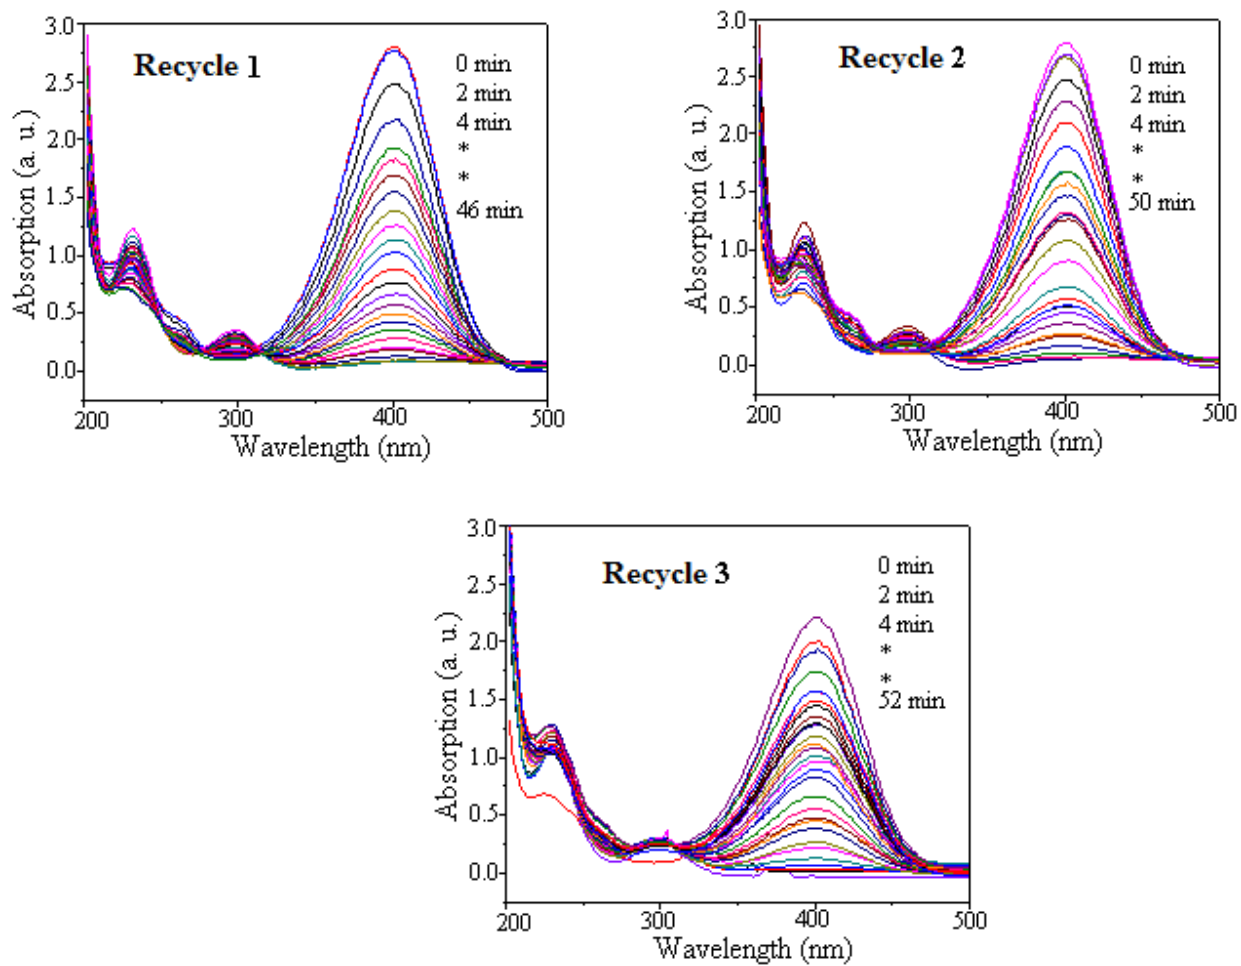 Recycle 1
0 min
2 min
4 min
*
*
46 min
3.0
2.5
2.0
1.5
1.0
0.5
0.0
Absorption (a. u.)
200
300
400
500
Wavelength (nm)
Recycle 2
0 min
2 min
4 min
*
*
50 min
3.0
2.5
2.0
1.5
1.0
0.5
0.0
Absorption (a. u.)
200
300
400
500
Wavelength (nm)
Recycle 3
0 min
2 min
4 min
*
*
52 min
3.0
2.5
2.0
1.5
1.0
0.5
0.0
Absorption (a. u.)
200
300
400
500
Wavelength (nm)